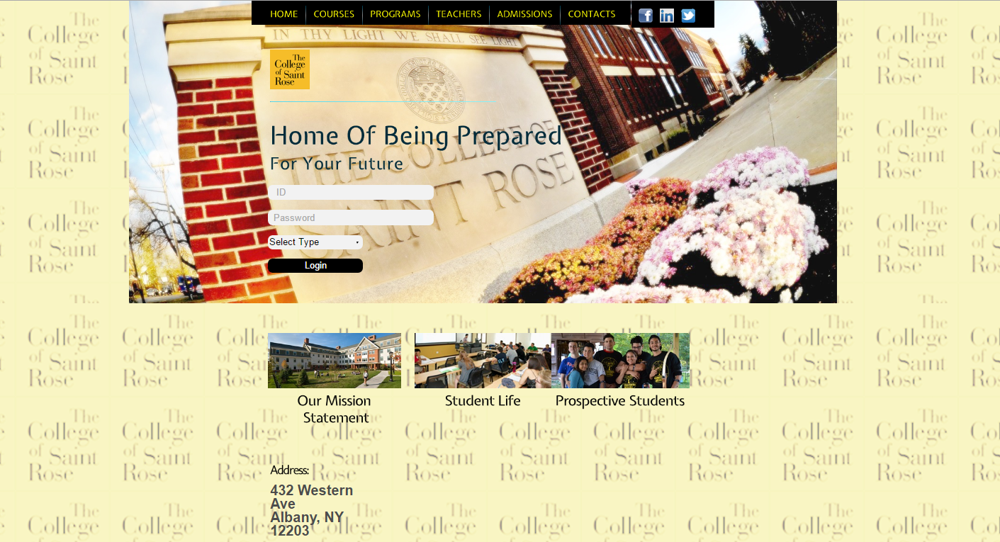 HOME
COURSES
PROGRAMS
TEACHERS
ADMISSIONS
CONTACTS
f
in
IN THY LIGHT WE SHALL SEE LIGHT
The
College
of Saint
Rose
Home Of Being Prepared
For Your Future
THE COLLEGE OF
SAINT ROSE
ID
Password
Select Type
Login
Our Mission
Statement
Student Life
Prospective Students
Address:
432 Western
Ave
Albany, NY
12203